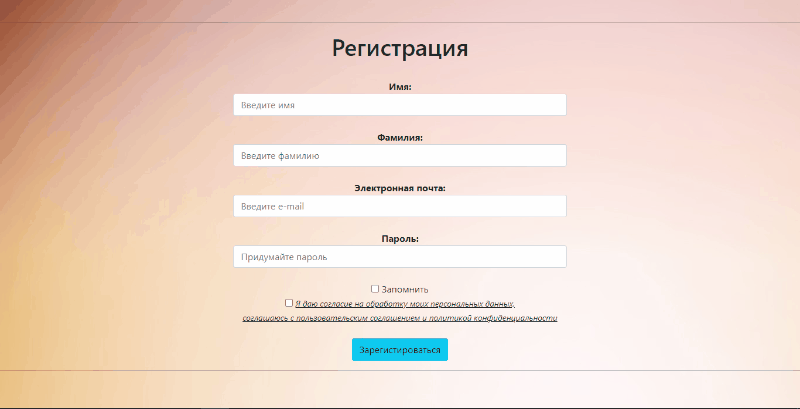 Регистрация
Имя:
Введите имя
Фамилия:
Введите фамилию
Электронная почта:
Введите e-mail
Пароль:
Придумайте пароль
Запомнить
Я даю согласие на обработку моих персональных данных,
соглашаюсь с пользовательским соглашением и политикой конфиденциальности
Зарегистироваться